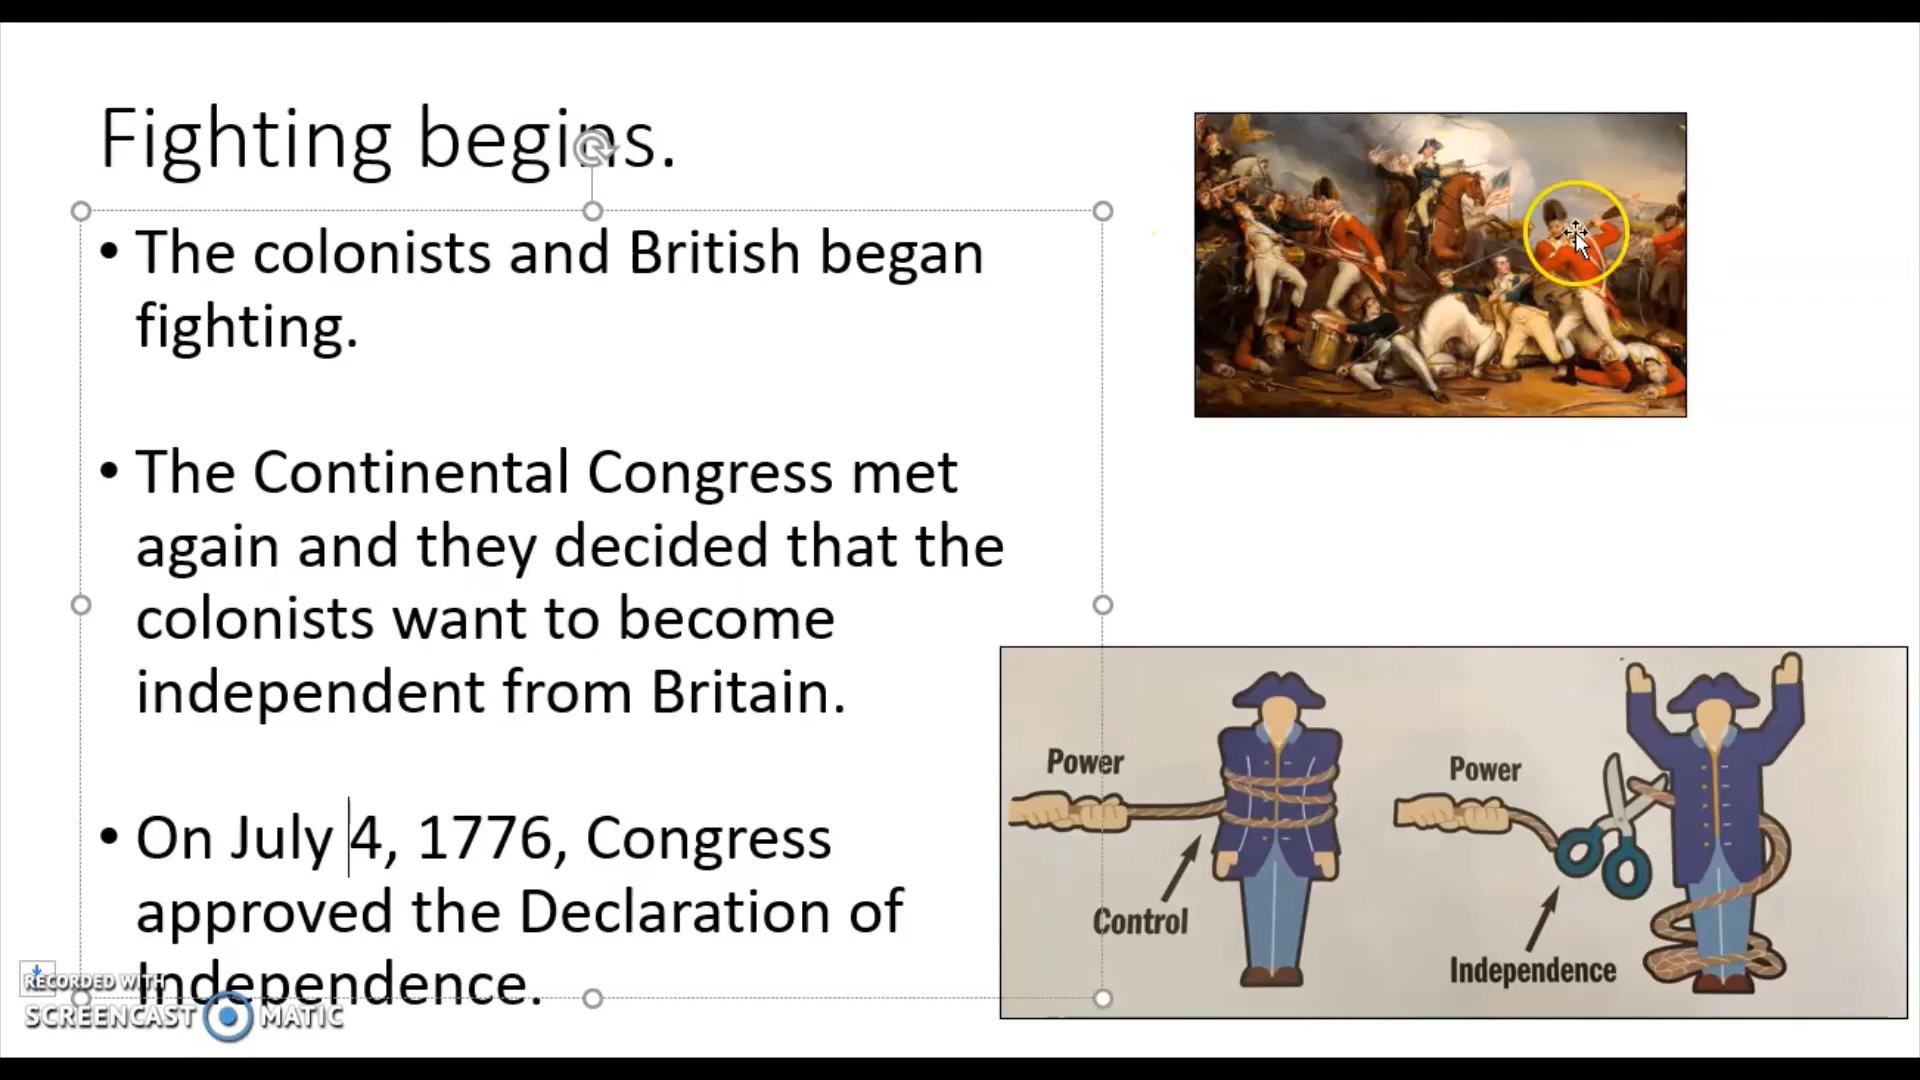 Fighting begins.
• The colonists and British began
fighting.
• The Continental Congress met
again and they decided that the
colonists want to become
independent from Britain.
• On July 4, 1776, Congress
approved the Declaration of
Independence.
Power
Control
Power
Independence
RECORDED WITH
SCREENCAST MATIC